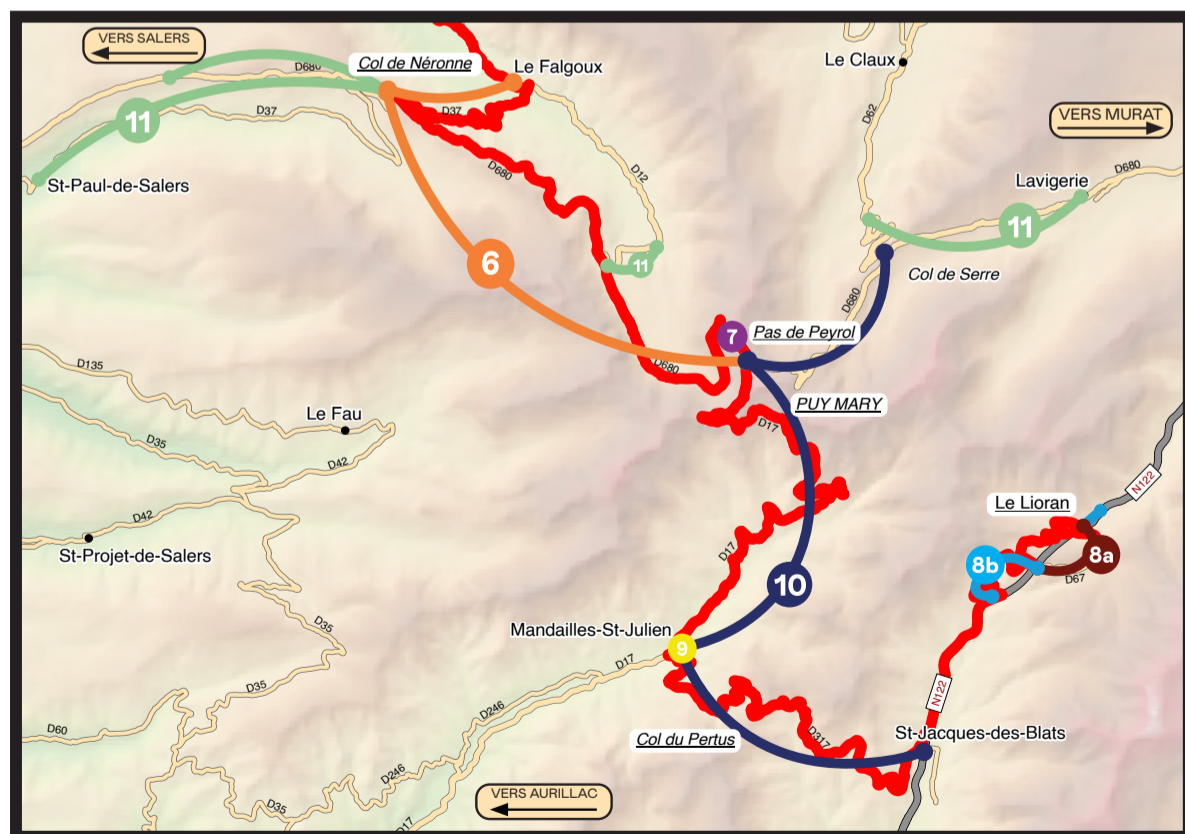 VERS SALERS
Col de Néronne
Le Falgoux
Le Claux
D680
D37
D37
D62
VERS MURAT
11
D680
D12
D680
Lavigerie
St-Paul-de-Salers
11
6
11
Col de Serre
D680
7
Pas de Peyrol
D680
D135
PUY MARY
Le Fau
D17
D35
D42
N122
Le Lioran
D42
8a
St-Projet-de-Salers
D17
8b
D67
10
D35
Mandailles-St-Julien
9
D17
D35
N122
D246
D60
Col du Pertus
D317
St-Jacques-des-Blats
D246
VERS AURILLAC
D35
D17